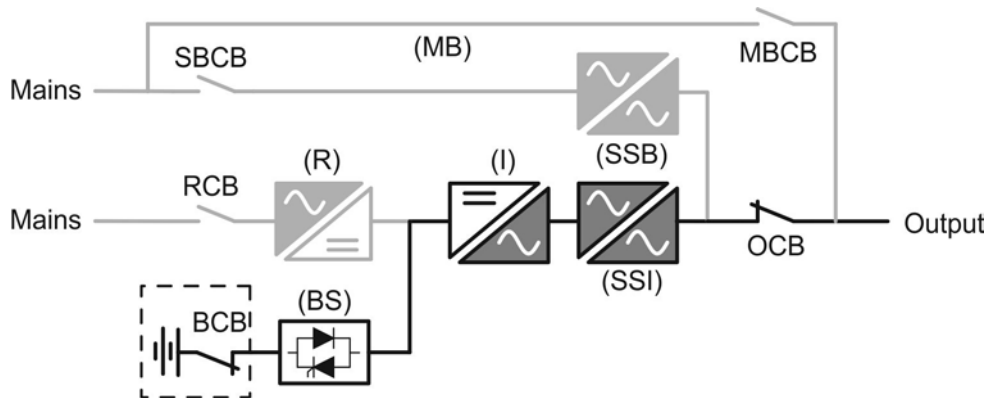 (MB)
MBCB
SBCB
Mains
(SSB)
(R)
(I)
RCB
Mains
Output
OCB
(SSI)
(BS)
BCB